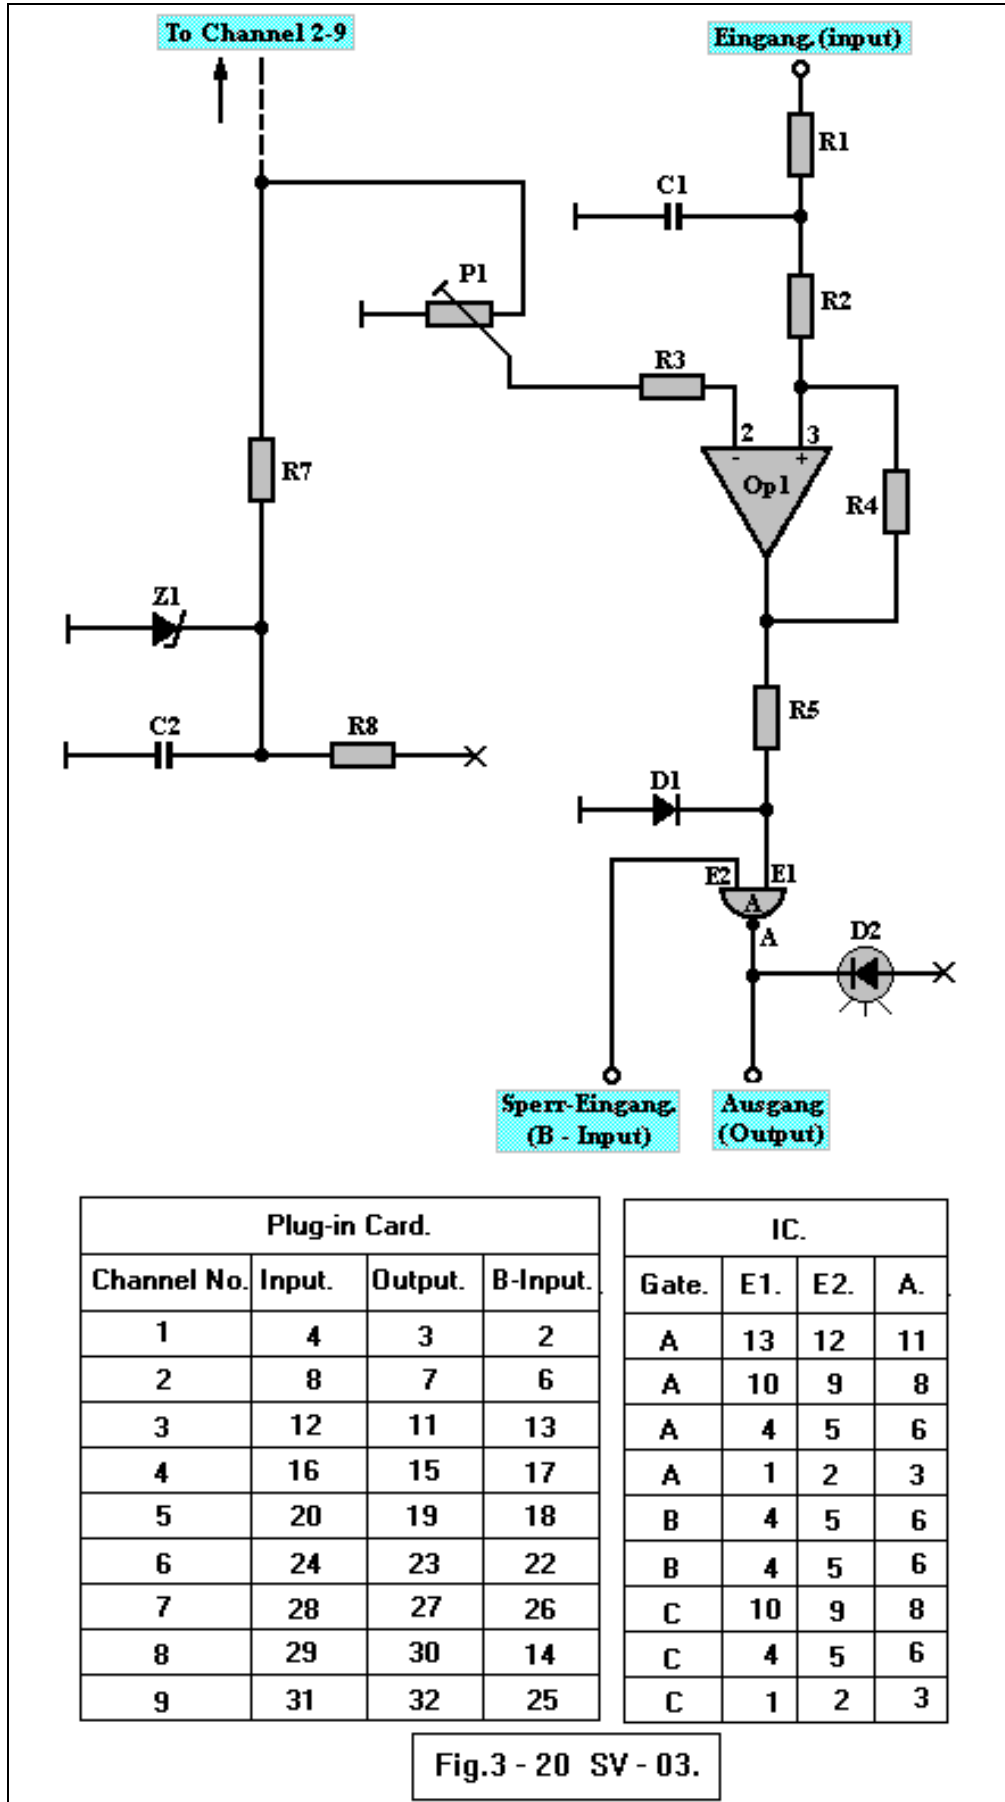 To Channel 2-9
Eingang.(input)
R1
C1
P1
R2
R3
2 3
- +
Op1
R7
R4
Z1
C2
R8
R5
D1
E2 E1
A
A
D2
Sperr-Eingang.
(B - Input)
Ausgang
(Output)
Plug-in Card.
Channel No. Input. Output. B-Input.
1 4 3 2
2 8 7 6
3 12 11 13
4 16 15 17
5 20 19 18
6 24 23 22
7 28 27 26
8 29 30 14
9 31 32 25
IC.
Gate. E1. E2. A.
A 13 12 11
A 10 9 8
A 4 5 6
A 1 2 3
B 4 5 6
B 4 5 6
C 10 9 8
C 4 5 6
C 1 2 3
Fig.3 - 20 SV - 03.